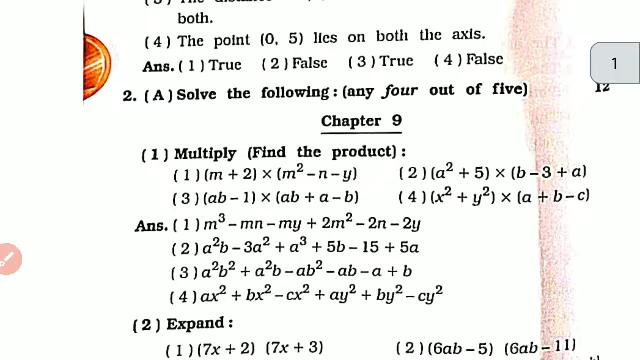 both.
(4) The point (0, 5) lies on both the axis.
Ans. (1) True (2) False (3) True (4) False
1
2. (A) Solve the following : (any four out of five) 12
Chapter 9
(1) Multiply (Find the product) :
(1) (m + 2) × (m² – n – y) (2) (a² + 5) × (b – 3 + a)
(3) (ab – 1) × (ab + a – b) (4) (x² + y²) × (a + b – c)
Ans. (1) m³ – mn – my + 2m² – 2n – 2y
(2) a²b – 3a² + a³ + 5b – 15 + 5a
(3) a²b² + a²b – ab² – ab – a + b
(4) ax² + bx² – cx² + ay² + by² – cy²
(2) Expand :
(1) (7x + 2) (7x + 3) (2) (6ab – 5) (6ab – 11)